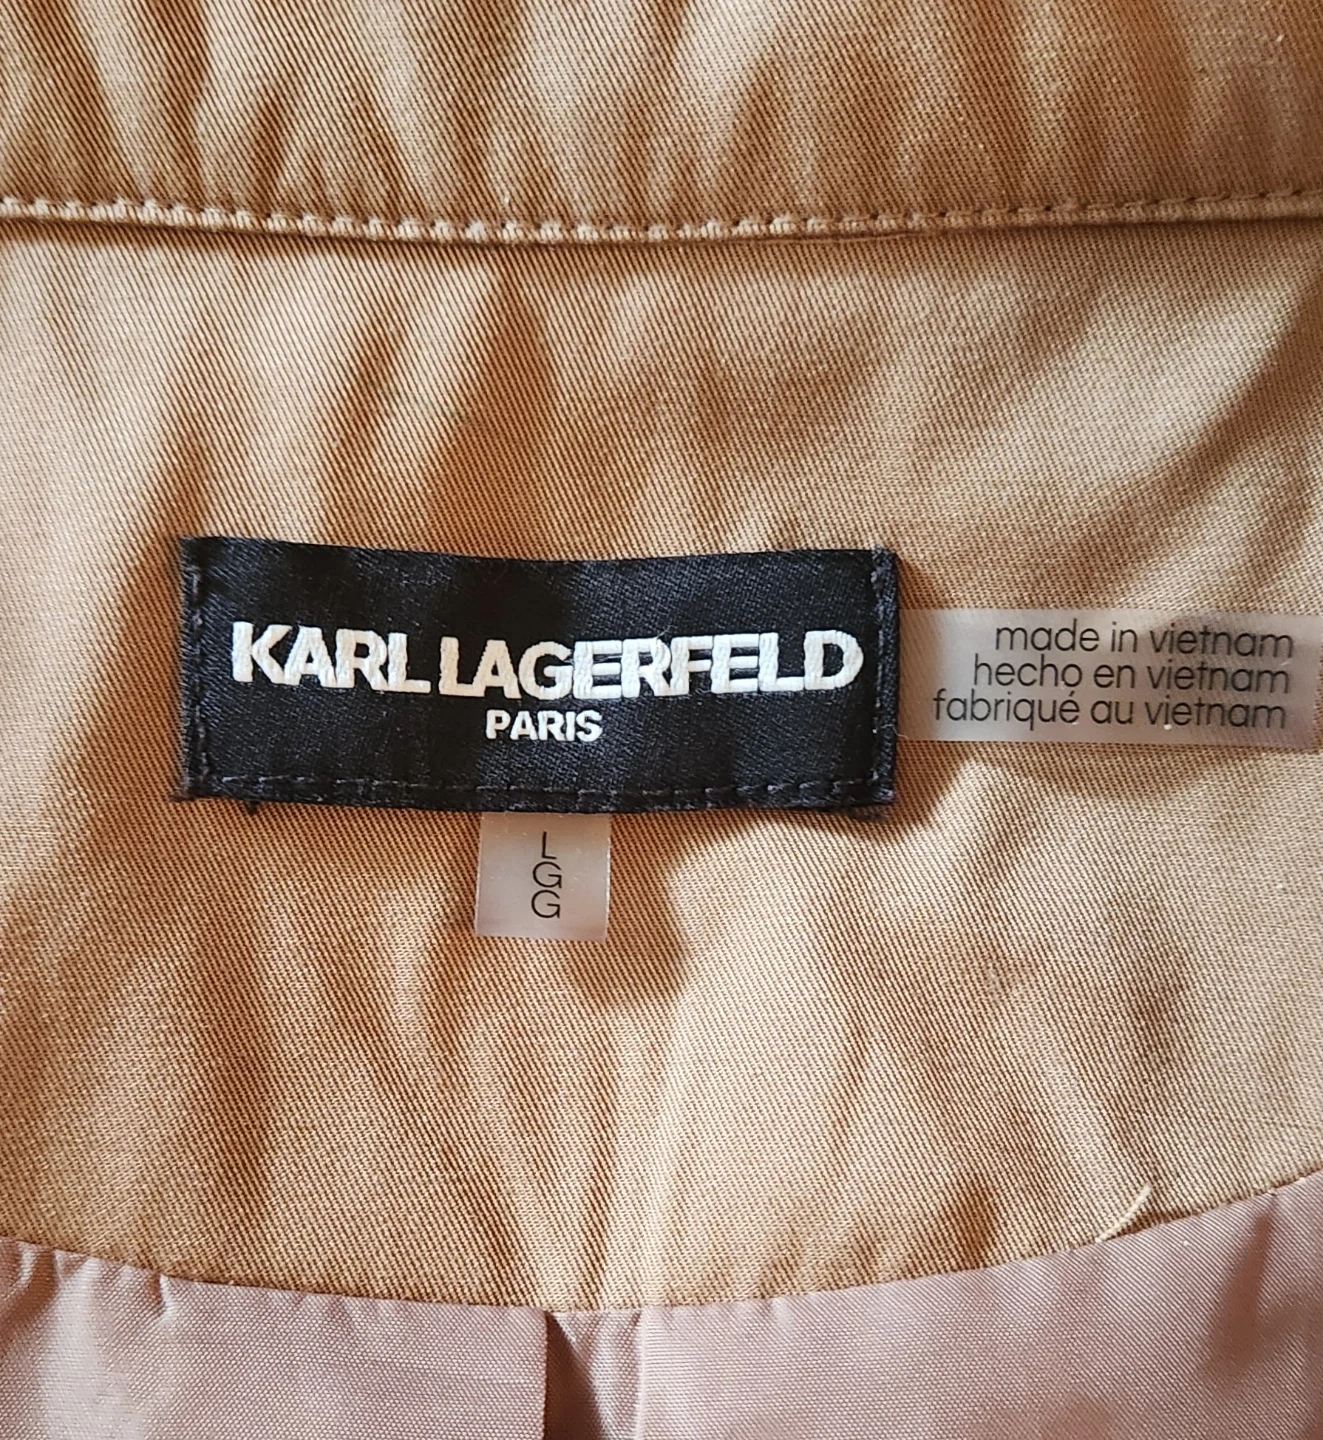 KARL LAGERFELD
PARIS
made in vietnam
hecho en vietnam
fabriqué au vietnam
L
G
G